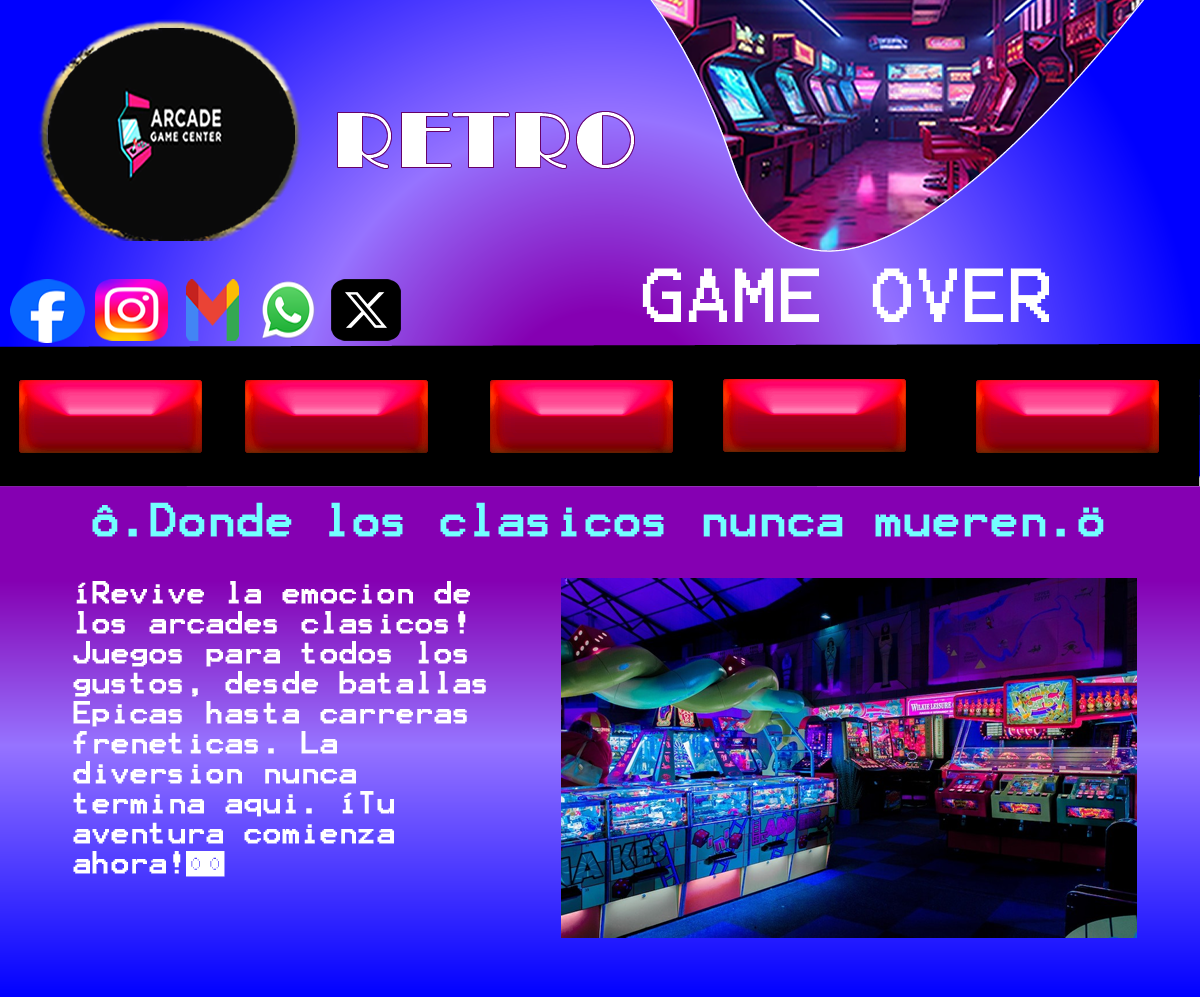 ARCADE
GAME CENTER
RETRO
GAME OVER
ô.Donde los clasicos nunca mueren.ö
íRevive la emocion de
los arcades clasicos!
Juegos para todos los
gustos, desde batallas
Epicas hasta carreras
freneticas. La
diversion nunca
termina aqui. íTu
aventura comienza
ahora!
WILKIE LEISURE